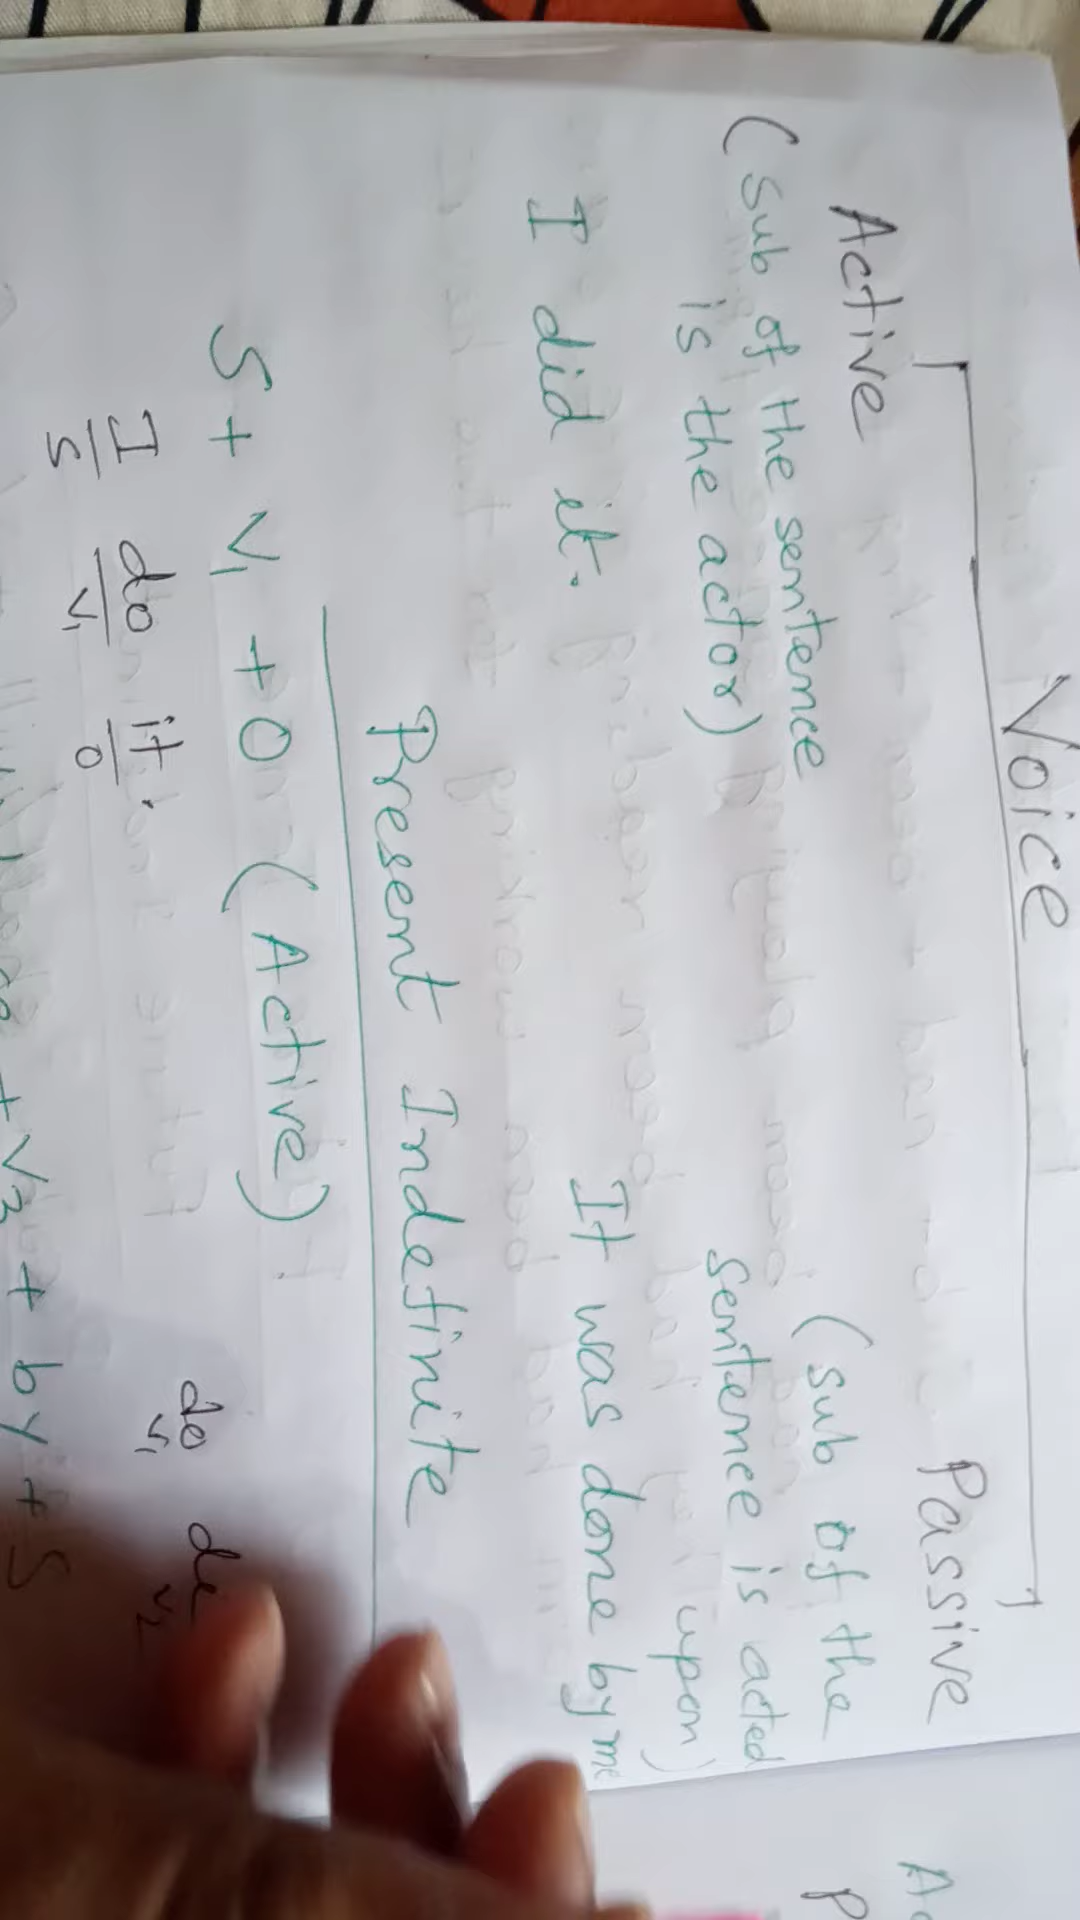 Voice
Active Passive
(sub of the sentence (sub of the
is the actor) sentence is acted
upon)
I did it. It was done by me
Present Indefinite
S + V1 + O (Active)
I do it. do
S V1 O V1 V2
+ V3 + by + S